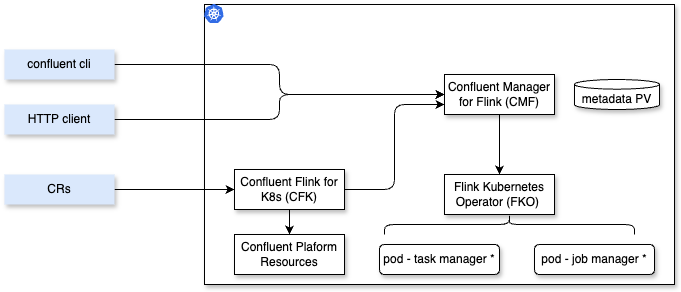 confluent cli
HTTP client
CRs
Confluent Manager
for Flink (CMF)
metadata PV
Confluent Flink for
K8s (CFK)
Flink Kubernetes
Operator (FKO)
Confluent Plaform
Resources
pod - task manager *
pod - job manager *